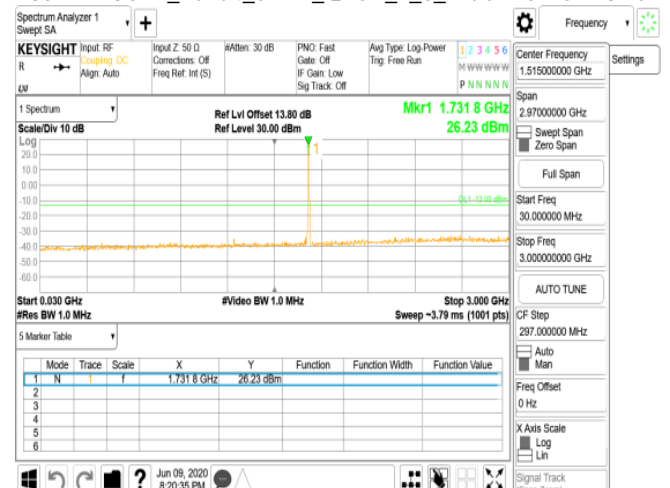 Spectrum Analyzer 1
Swept SA
Frequency
KEYSIGHT
R
Input: RF
Coupling: DC
Align: Auto
Input Z: 50 Ω
Corrections: Off
Freq Ref: Int (S)
#Atten: 30 dB
PNO: Fast
Gate: Off
IF Gain: Low
Sig Track: Off
Avg Type: Log-Power
Trig: Free Run
1 2 3 4 5 6
M W W W W W
P N N N N N
1 Spectrum
Ref Lvl Offset 13.80 dB
Mkr1 1.731 8 GHz
Scale/Div 10 dB
Ref Level 30.00 dBm
26.23 dBm
Log
1
20.0
10.0
0.00
-10.0
DL1 -13.00 dBm
-20.0
-30.0
-40.0
-50.0
-60.0
Start 0.030 GHz
#Video BW 1.0 MHz
Stop 3.000 GHz
#Res BW 1.0 MHz
Sweep ~3.79 ms (1001 pts)
5 Marker Table
Mode Trace Scale X Y Function Function Width Function Value
1 N 1 f 1.731 8 GHz 26.23 dBm
2
3
4
5
6
Jun 09, 2020
8:20:35 PM
Center Frequency
1.515000000 GHz
Settings
Span
2.97000000 GHz
Swept Span
Zero Span
Full Span
Start Freq
30.000000 MHz
Stop Freq
3.000000000 GHz
AUTO TUNE
CF Step
297.000000 MHz
Auto
Man
Freq Offset
0 Hz
X Axis Scale
Log
Lin
Signal Track